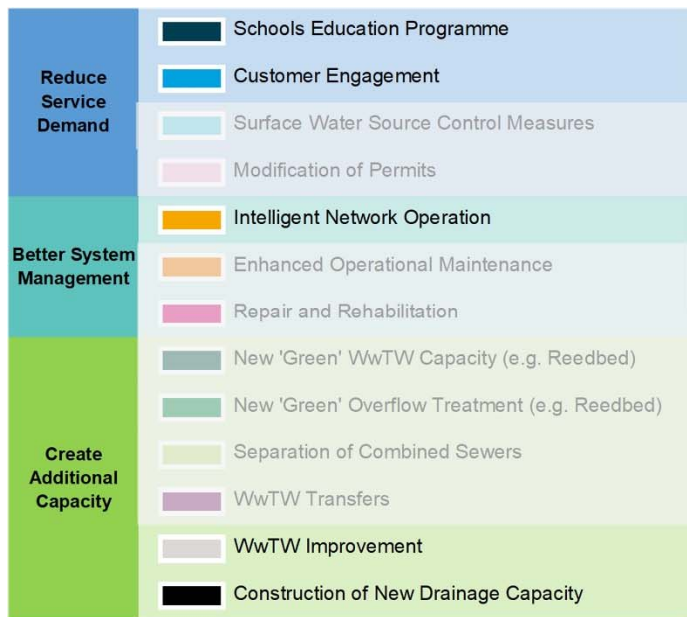 Reduce
Service
Demand
Schools Education Programme
Customer Engagement
Surface Water Source Control Measures
Modification of Permits
Better System
Management
Intelligent Network Operation
Enhanced Operational Maintenance
Repair and Rehabilitation
Create
Additional
Capacity
New 'Green' WwTW Capacity (e.g. Reedbed)
New 'Green' Overflow Treatment (e.g. Reedbed)
Separation of Combined Sewers
WwTW Transfers
WwTW Improvement
Construction of New Drainage Capacity